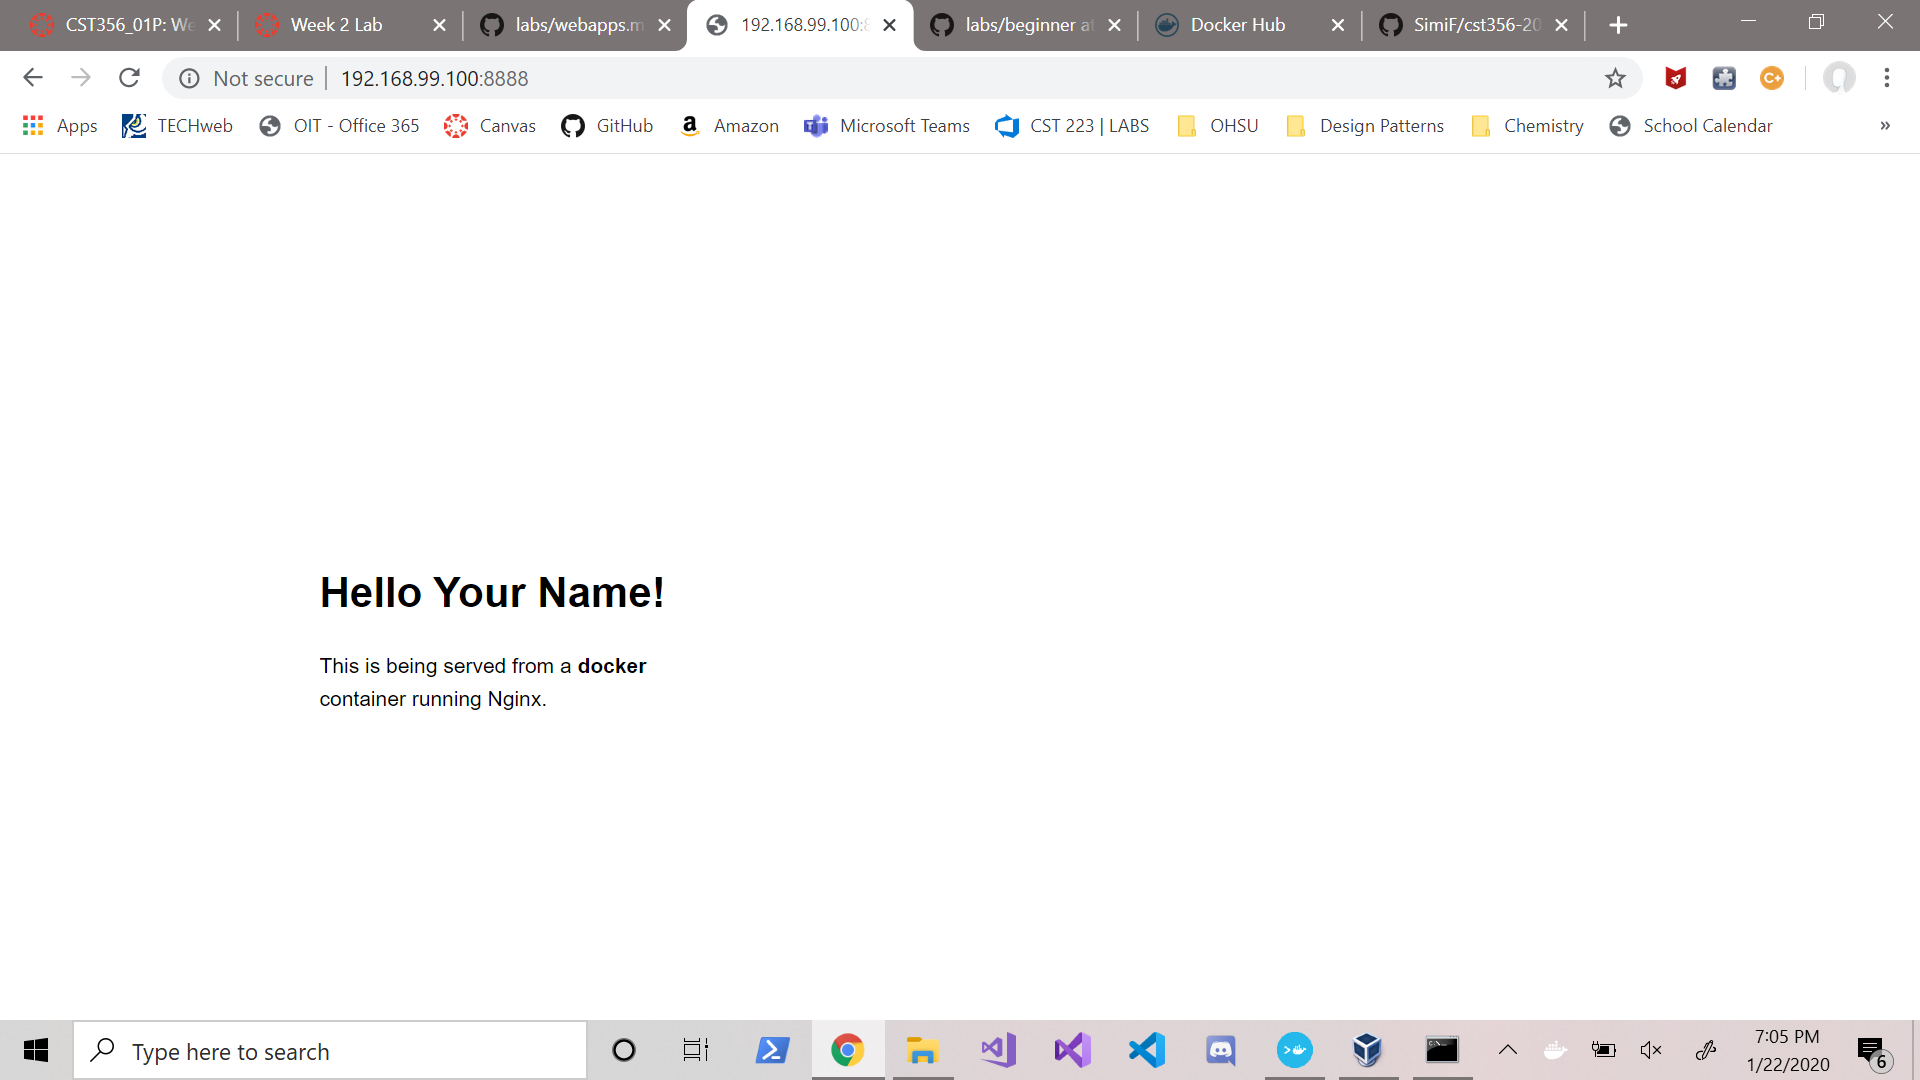 CST356_01P: We
Week 2 Lab
labs/webapps.m
192.168.99.100:8
labs/beginner at
Docker Hub
SimiF/cst356-20
Not secure
192.168.99.100:8888
Apps
TECHweb
OIT - Office 365
Canvas
GitHub
Amazon
Microsoft Teams
CST 223 | LABS
OHSU
Design Patterns
Chemistry
School Calendar
»
Hello Your Name!
This is being served from a docker
container running Nginx.
Type here to search
7:05 PM
1/22/2020
6